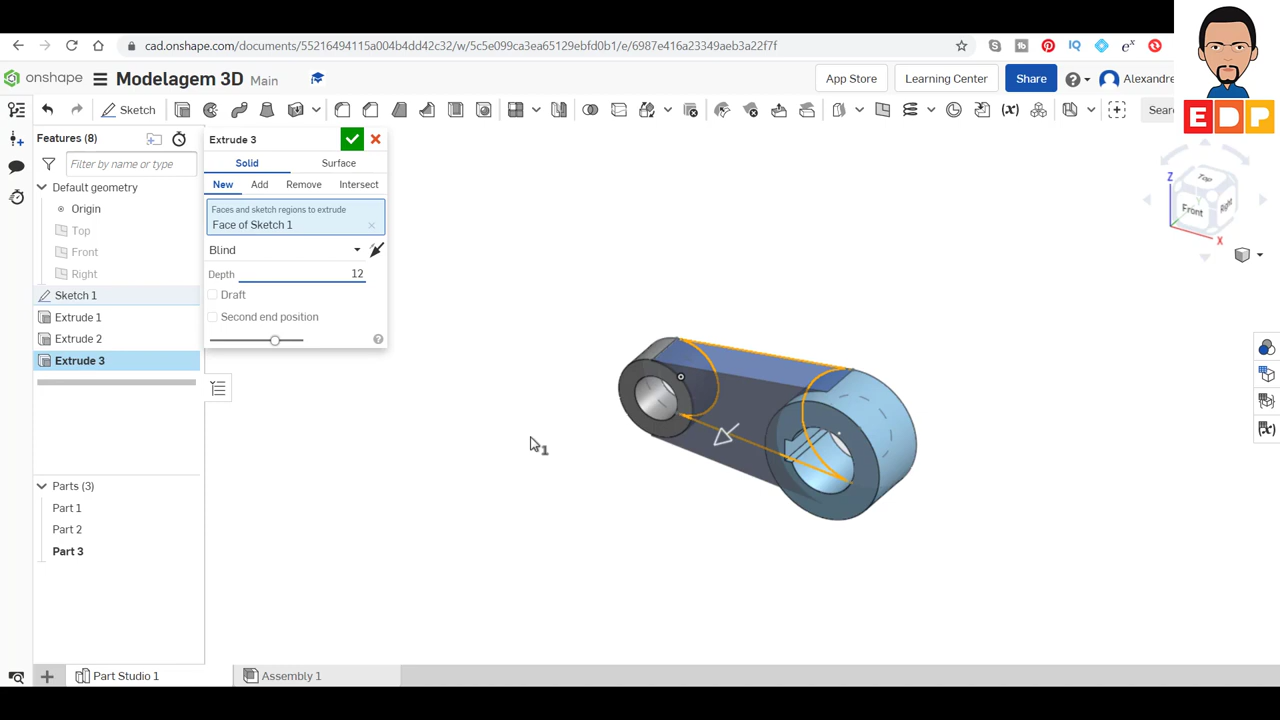 cad.onshape.com/documents/55216494115a004b4dd42c32/w/5c5e099ca3ea65129ebfd0b1/e/6987e416a23349aeb3a22f7f
IQ
e^x
onshape
Modelagem 3D
Main
App Store
Learning Center
Share
Alexandre
EDP
Sketch
Sear
Features (8)
Filter by name or type
Default geometry
Origin
Top
Front
Right
Sketch 1
Extrude 1
Extrude 2
Extrude 3
Parts (3)
Part 1
Part 2
Part 3
Extrude 3
Solid
Surface
New
Add
Remove
Intersect
Faces and sketch regions to extrude
Face of Sketch 1
Blind
Depth
12
Draft
Second end position
Top
Z
Front
Right
Y
X
1
Part Studio 1
Assembly 1